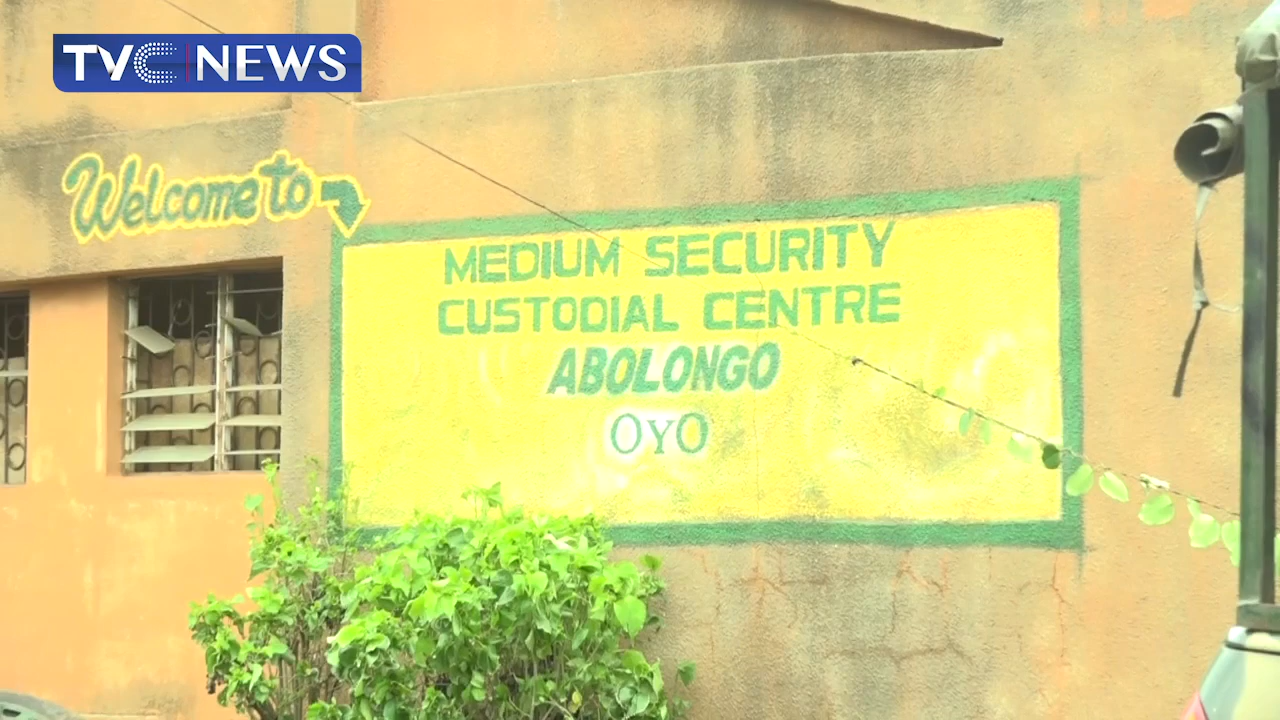 TVC NEWS
Welcome to
MEDIUM SECURITY
CUSTODIAL CENTRE
ABOLONGO
OYO